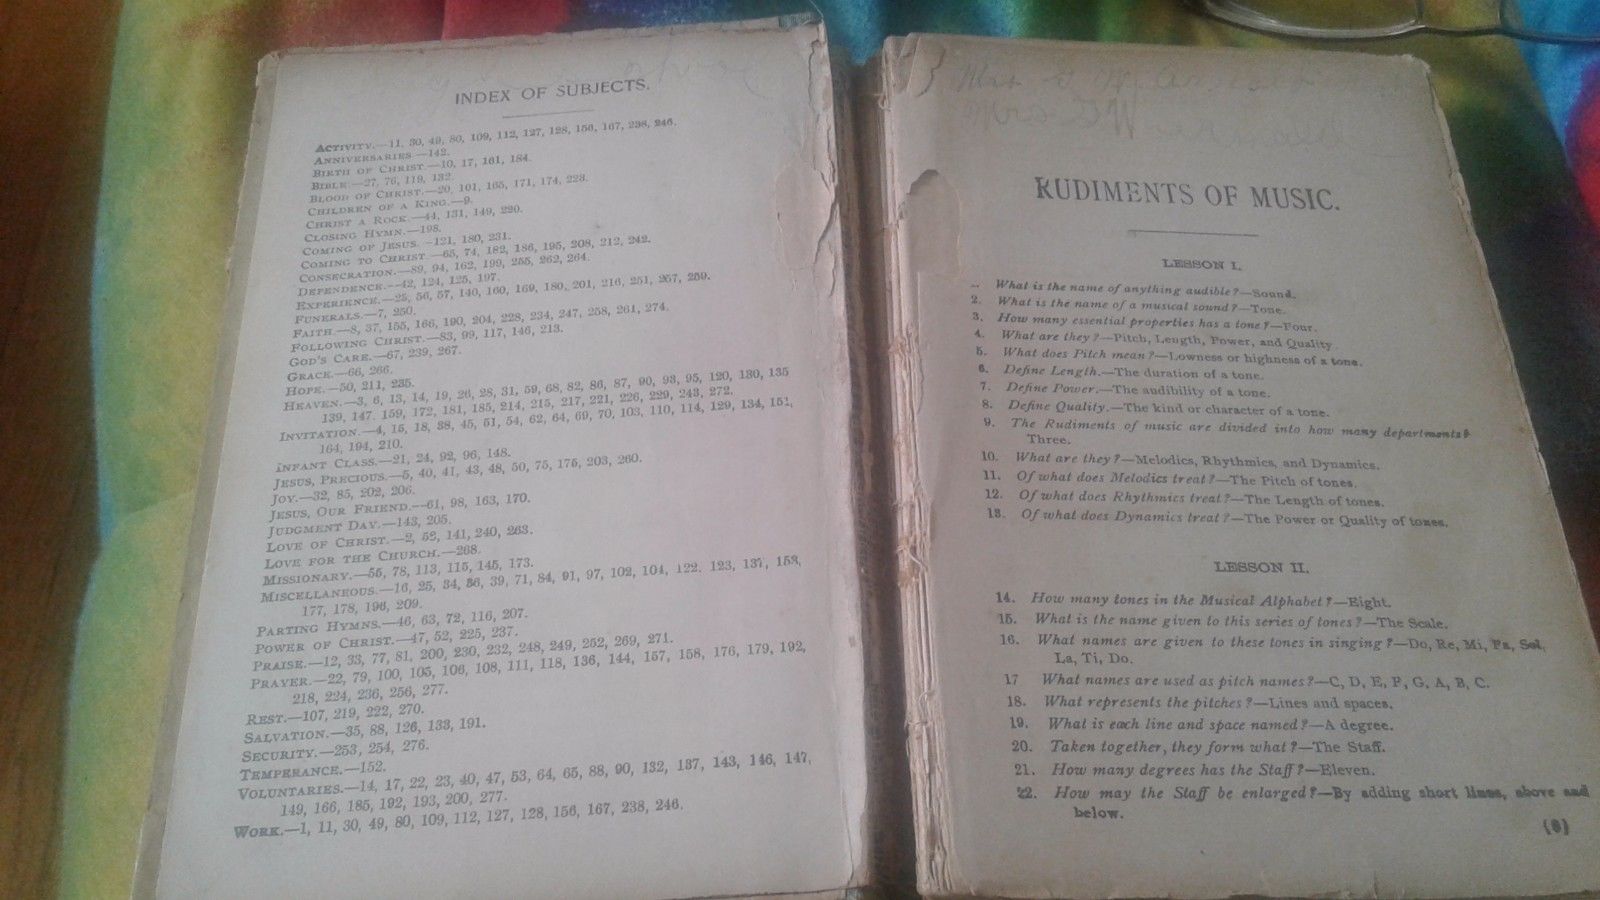 INDEX OF SUBJECTS.
ACTIVITY.—11, 30, 49, 80, 109, 112, 127, 128, 156, 167, 238, 246.
ANNIVERSARIES—142.
BIRTH OF CHRIST.—10, 17, 161, 184.
BIBLE.—27, 76, 119, 132.
BLOOD OF CHRIST.—20, 101, 165, 171, 174, 223.
CHILDREN OF A KING.—9.
CHRIST A ROCK.—44, 131, 149, 220.
CLOSING HYMN.—198.
COMING OF JESUS.—121, 180, 231.
COMING TO CHRIST—65, 74, 182, 186, 195, 208, 212, 242.
CONSECRATION.—89, 94, 162, 199, 255, 262, 264.
DEPENDENCE.—42, 124, 125, 197.
EXPERIENCE.—25, 56, 57, 140, 160, 169, 180, 201, 216, 251, 257, 259.
FUNERALS.—7, 250.
FAITH.—8, 37, 155, 166, 190, 204, 228, 234, 247, 258, 261, 274.
FOLLOWING CHRIST.—83, 99, 117, 146, 213.
GOD'S CARE.—67, 239, 267.
GRACE.—66, 266.
HOPE.—50, 211, 235.
HEAVEN.—3, 6, 13, 14, 19, 26, 28, 31, 59, 68, 82, 86, 87, 90, 93, 95, 120, 130, 135
139, 147, 159, 172, 181, 185, 214, 215, 217, 221, 226, 229, 243, 272.
INVITATION.—4, 15, 18, 38, 45, 51, 54, 62, 64, 69, 70, 103, 110, 114, 129, 134, 151,
164, 194, 210.
INFANT CLASS.—21, 24, 92, 96, 148.
JESUS, PRECIOUS.—5, 40, 41, 43, 48, 50, 75, 175, 203, 260.
JOY.—32, 85, 202, 206.
JESUS, OUR FRIEND.—61, 98, 163, 170.
JUDGMENT DAY.—143, 205.
LOVE OF CHRIST.—2, 53, 141, 240, 263.
LOVE FOR THE CHURCH.—268.
MISSIONARY.—55, 78, 113, 115, 145, 173.
MISCELLANEOUS.—16, 25, 34, 36, 39, 71, 84, 91, 97, 102, 104, 122. 123, 137, 153,
177, 178, 196, 209.
PARTING HYMNS.—46, 63, 72, 116, 207.
POWER OF CHRIST.—47, 52, 225, 237.
PRAISE.—12, 33, 77, 81, 200, 230, 232, 248, 249, 252, 269, 271.
PRAYER.—22, 79, 100, 105, 106, 108, 111, 118, 136, 144, 157, 158, 176, 179, 192,
218, 224, 236, 256, 277.
REST.—107, 219, 222, 270.
SALVATION.—35, 88, 126, 133, 191.
SECURITY.—253, 254, 276.
TEMPERANCE.—152.
VOLUNTARIES.—14, 17, 22, 23, 40, 47, 53, 64, 65, 88, 90, 132, 137, 143, 146, 147,
149, 166, 185, 192, 193, 200, 277.
WORK.—1, 11, 30, 49, 80, 109, 112, 127, 128, 156, 167, 238, 246.
Mrs
RUDIMENTS OF MUSIC.
LESSON I.
What is the name of anything audible?—Sound.
2. What is the name of a musical sound?—Tone.
3. How many essential properties has a tone?—Four.
4. What are they?—Pitch, Length, Power, and Quality.
5. What does Pitch mean?—Lowness or highness of a tone.
6. Define Length.—The duration of a tone.
7. Define Power.—The audibility of a tone.
8. Define Quality.—The kind or character of a tone.
9. The Rudiments of music are divided into how many departments?
Three.
10. What are they?—Melodics, Rhythmics, and Dynamics.
11. Of what does Melodics treat?—The Pitch of tones.
12. Of what does Rhythmics treat?—The Length of tones.
13. Of what does Dynamics treat?—The Power or Quality of tones.
LESSON II.
14. How many tones in the Musical Alphabet?—Eight.
15. What is the name given to this series of tones?—The Scale.
16. What names are given to these tones in singing?—Do, Re, Mi, Fa, Sol,
La, Ti, Do.
17 What names are used as pitch names?—C, D, E, F, G, A, B, C.
18. What represents the pitches?—Lines and spaces.
19. What is each line and space named?—A degree.
20. Taken together, they form what?—The Staff.
21. How many degrees has the Staff?—Eleven.
22. How may the Staff be enlarged?—By adding short lines, above and
below.